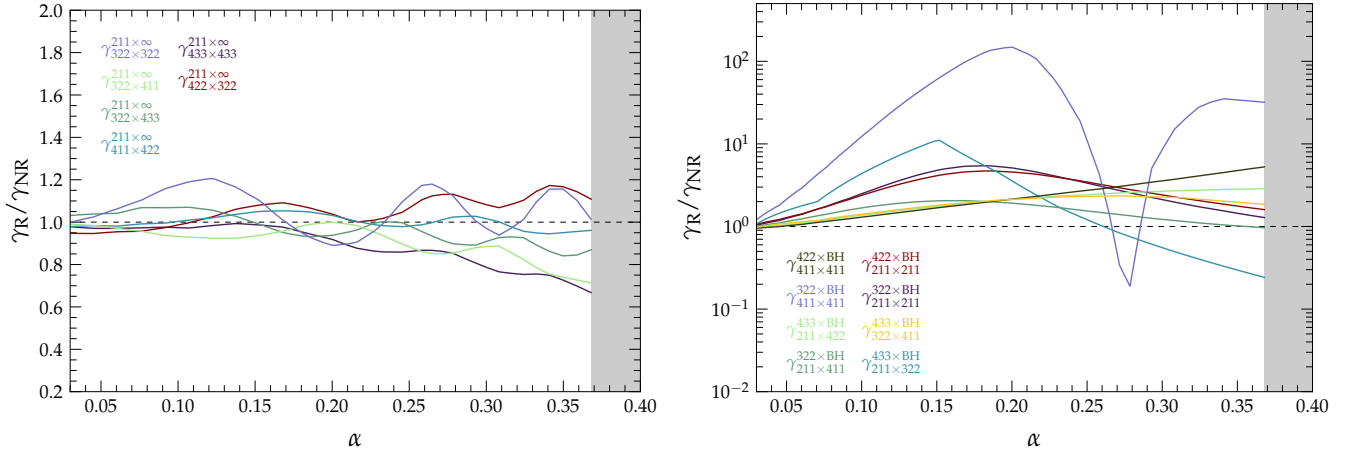 2.0
1.8
1.6
1.4
1.2
1.0
0.8
0.6
0.4
0.2
γ_R/γ_NR
γ^{211×∞}_{322×322} γ^{211×∞}_{433×433}
γ^{211×∞}_{322×411} γ^{211×∞}_{422×322}
γ^{211×∞}_{322×433}
γ^{211×∞}_{411×422}
0.05 0.10 0.15 0.20 0.25 0.30 0.35 0.40
α
10^2
10^1
10^0
10^{−1}
10^{−2}
γ_R/γ_NR
γ^{422×BH}_{411×411} γ^{422×BH}_{211×211}
γ^{322×BH}_{411×411} γ^{322×BH}_{211×211}
γ^{433×BH}_{211×422} γ^{433×BH}_{322×411}
γ^{322×BH}_{211×411} γ^{433×BH}_{211×322}
0.05 0.10 0.15 0.20 0.25 0.30 0.35 0.40
α